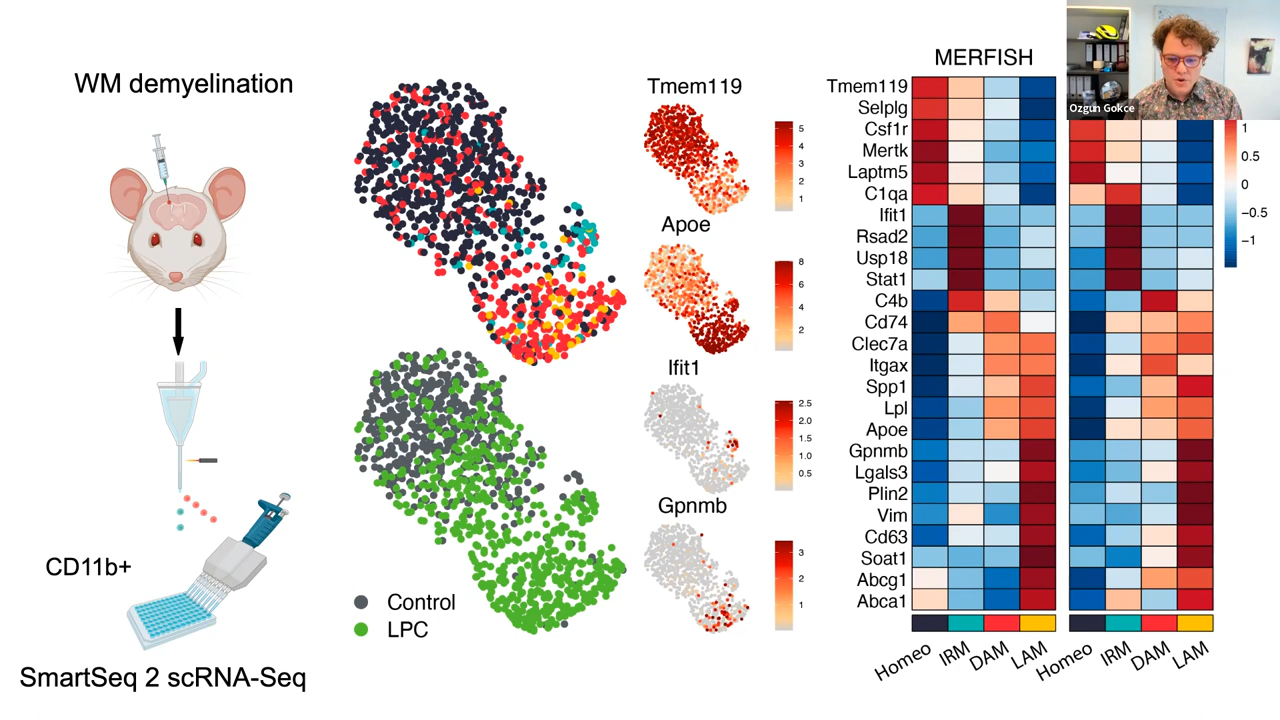 WM demyelination
CD11b+
SmartSeq 2 scRNA-Seq
Control
LPC
Tmem119
5
4
3
2
1
Apoe
8
6
4
2
Ifit1
2.5
2.0
1.5
1.0
0.5
Gpnmb
3
2
1
MERFISH
Tmem119
Selplg
Csf1r
Mertk
Laptm5
C1qa
Ifit1
Rsad2
Usp18
Stat1
C4b
Cd74
Clec7a
Itgax
Spp1
Lpl
Apoe
Gpnmb
Lgals3
Plin2
Vim
Cd63
Soat1
Abcg1
Abca1
Homeo
IRM
DAM
LAM
Homeo
IRM
DAM
LAM
Ozgun Gokce
1
0.5
0
−0.5
−1